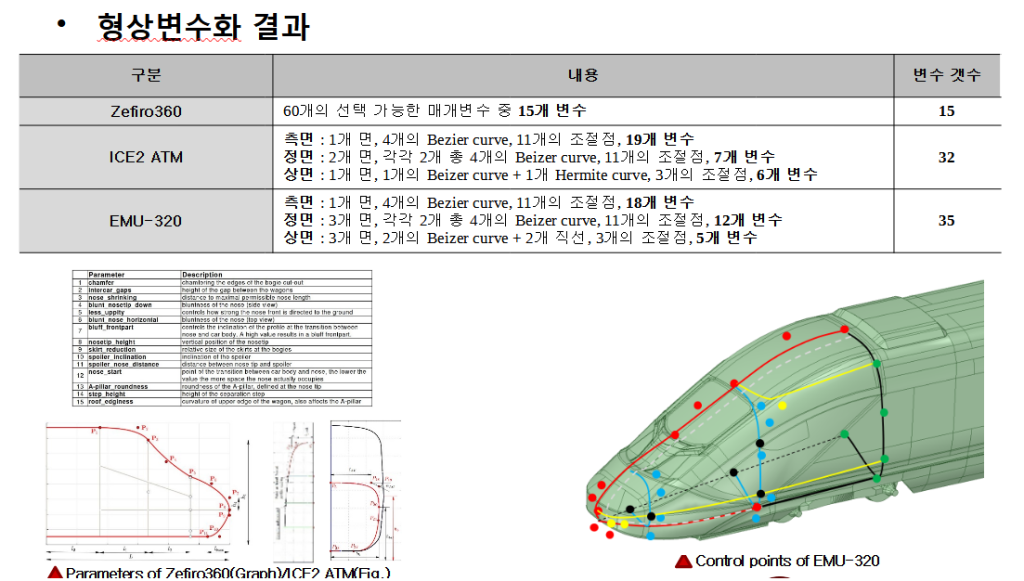 • 형상변수화 결과
구분 내용 변수 갯수
Zefiro360 60개의 선택 가능한 매개변수 중 15개 변수 15
측면 : 1개 면, 4개의 Bezier curve, 11개의 조절점, 19개 변수
ICE2 ATM 정면 : 2개 면, 각각 2개 총 4개의 Beizer curve, 11개의 조절점, 7개 변수 32
상면 : 1개 면, 1개의 Beizer curve + 1개 Hermite curve, 3개의 조절점, 6개 변수
측면 : 1개 면, 4개의 Bezier curve, 11개의 조절점, 18개 변수
EMU-320 정면 : 3개 면, 각각 2개 총 4개의 Beizer curve, 11개의 조절점, 12개 변수 35
상면 : 3개 면, 2개의 Beizer curve + 2개 직선, 3개의 조절점, 5개 변수
Parameter Description
1 chamfer chamfering the edges of the bogie cut-out
2 intercar_gaps height of the gap between the wagons
3 nose_shrinking distance to maximal permissible nose length
4 blunt_nosetip_down bluntness of the nose (side view)
5 less_uppity controls how strong the nose front is directed to the ground
6 blunt_nose_horizontal bluntness of the nose (top view)
7 bluff_frontpart controls the inclination of the profile at the transition between
nose and car body. A high value results in a bluff frontpart.
8 nosetip_height vertical position of the nosetip
9 skirt_reduction relative size of the skirts at the bogies
10 spoiler_inclination inclination of the spoiler
11 spoiler_nose_distance distance between nose tip and spoiler
12 nose_start point of the transition between car body and nose, the lower the
value the more space the nose actually occupies
13 A-pillar_roundness roundness of the A-pillar, defined at the nose tip
14 step_height height of the separation step
15 roof_edginess curvature of upper edge of the wagon, also affects the A-pillar
Parameters of Zefiro360(Graph)/ICE2 ATM(Fig.)
Control points of EMU-320